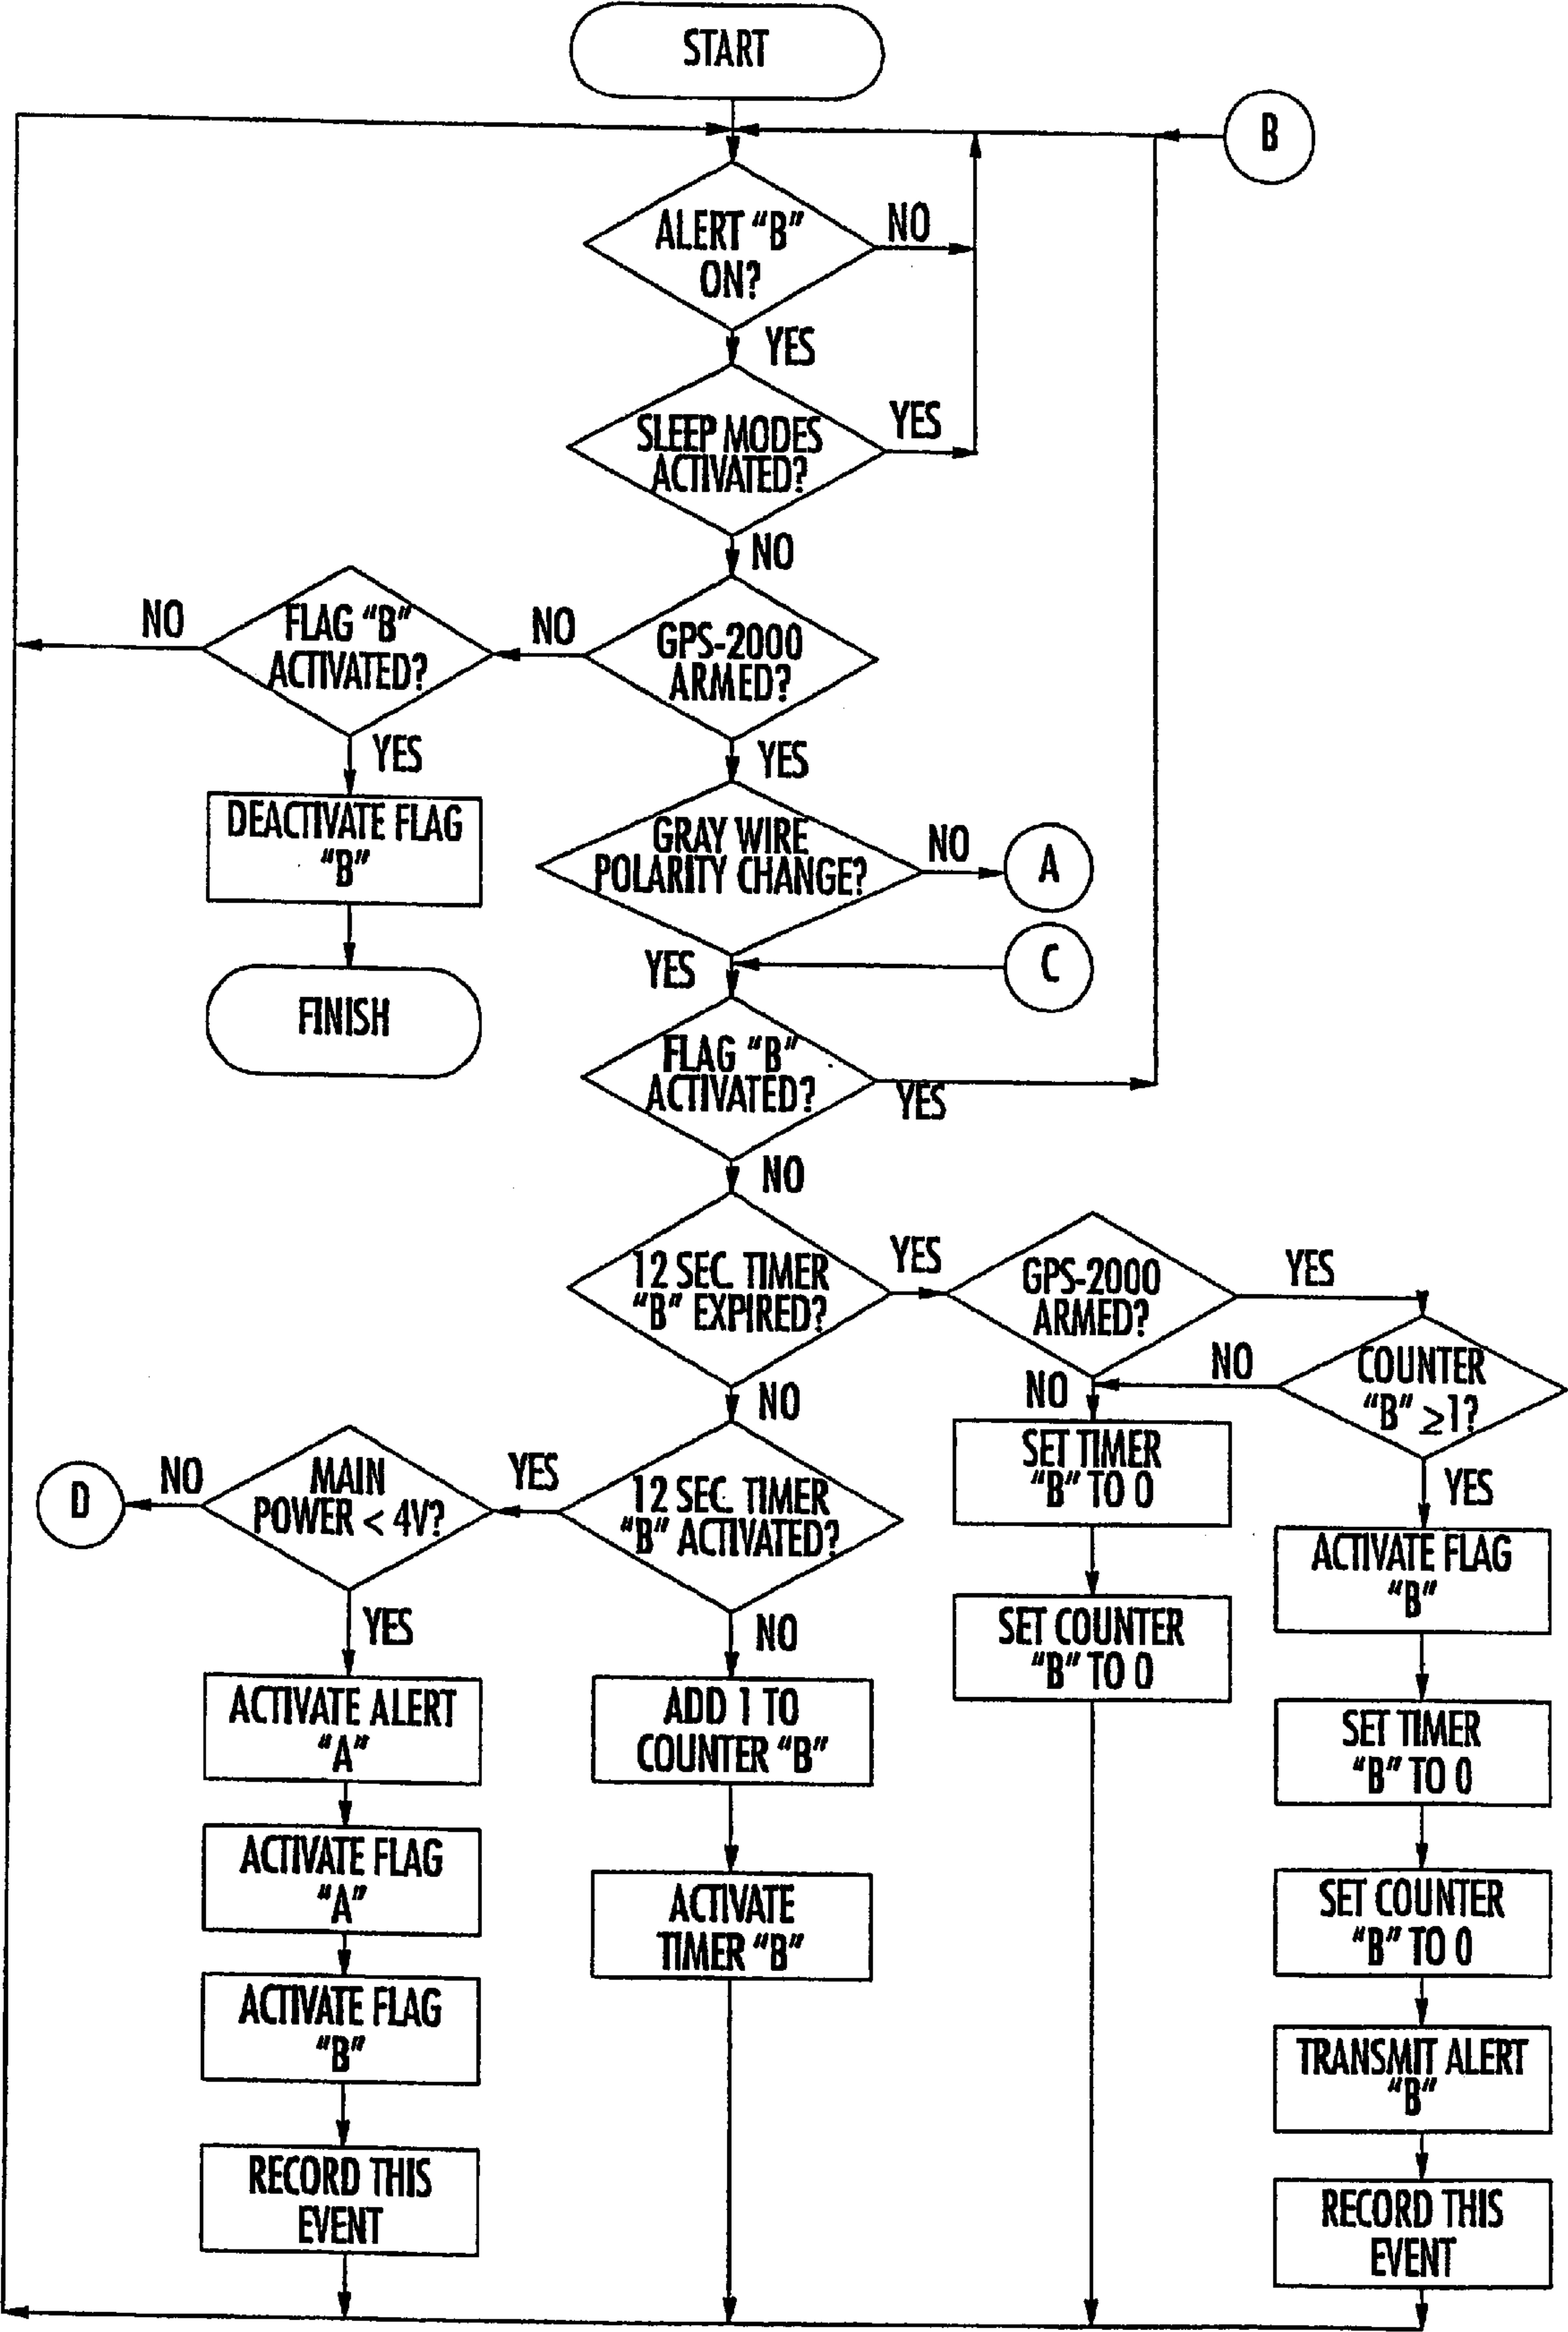 START
B
ALERT "B"
ON?
NO
YES
SLEEP MODES
ACTIVATED?
YES
NO
GPS-2000
ARMED?
NO
FLAG "B"
ACTIVATED?
NO
YES
DEACTIVATE FLAG
"B"
FINISH
YES
GRAY WIRE
POLARITY CHANGE?
NO
A
YES
C
FLAG "B"
ACTIVATED?
YES
NO
12 SEC. TIMER
"B" EXPIRED?
YES
GPS-2000
ARMED?
YES
COUNTER
"B" ≥1?
NO
NO
YES
NO
12 SEC. TIMER
"B" ACTIVATED?
YES
MAIN
POWER < 4V?
NO
D
YES
ACTIVATE ALERT
"A"
ACTIVATE FLAG
"A"
ACTIVATE FLAG
"B"
RECORD THIS
EVENT
NO
ADD 1 TO
COUNTER "B"
ACTIVATE
TIMER "B"
SET TIMER
"B" TO 0
SET COUNTER
"B" TO 0
ACTIVATE FLAG
"B"
SET TIMER
"B" TO 0
SET COUNTER
"B" TO 0
TRANSMIT ALERT
"B"
RECORD THIS
EVENT